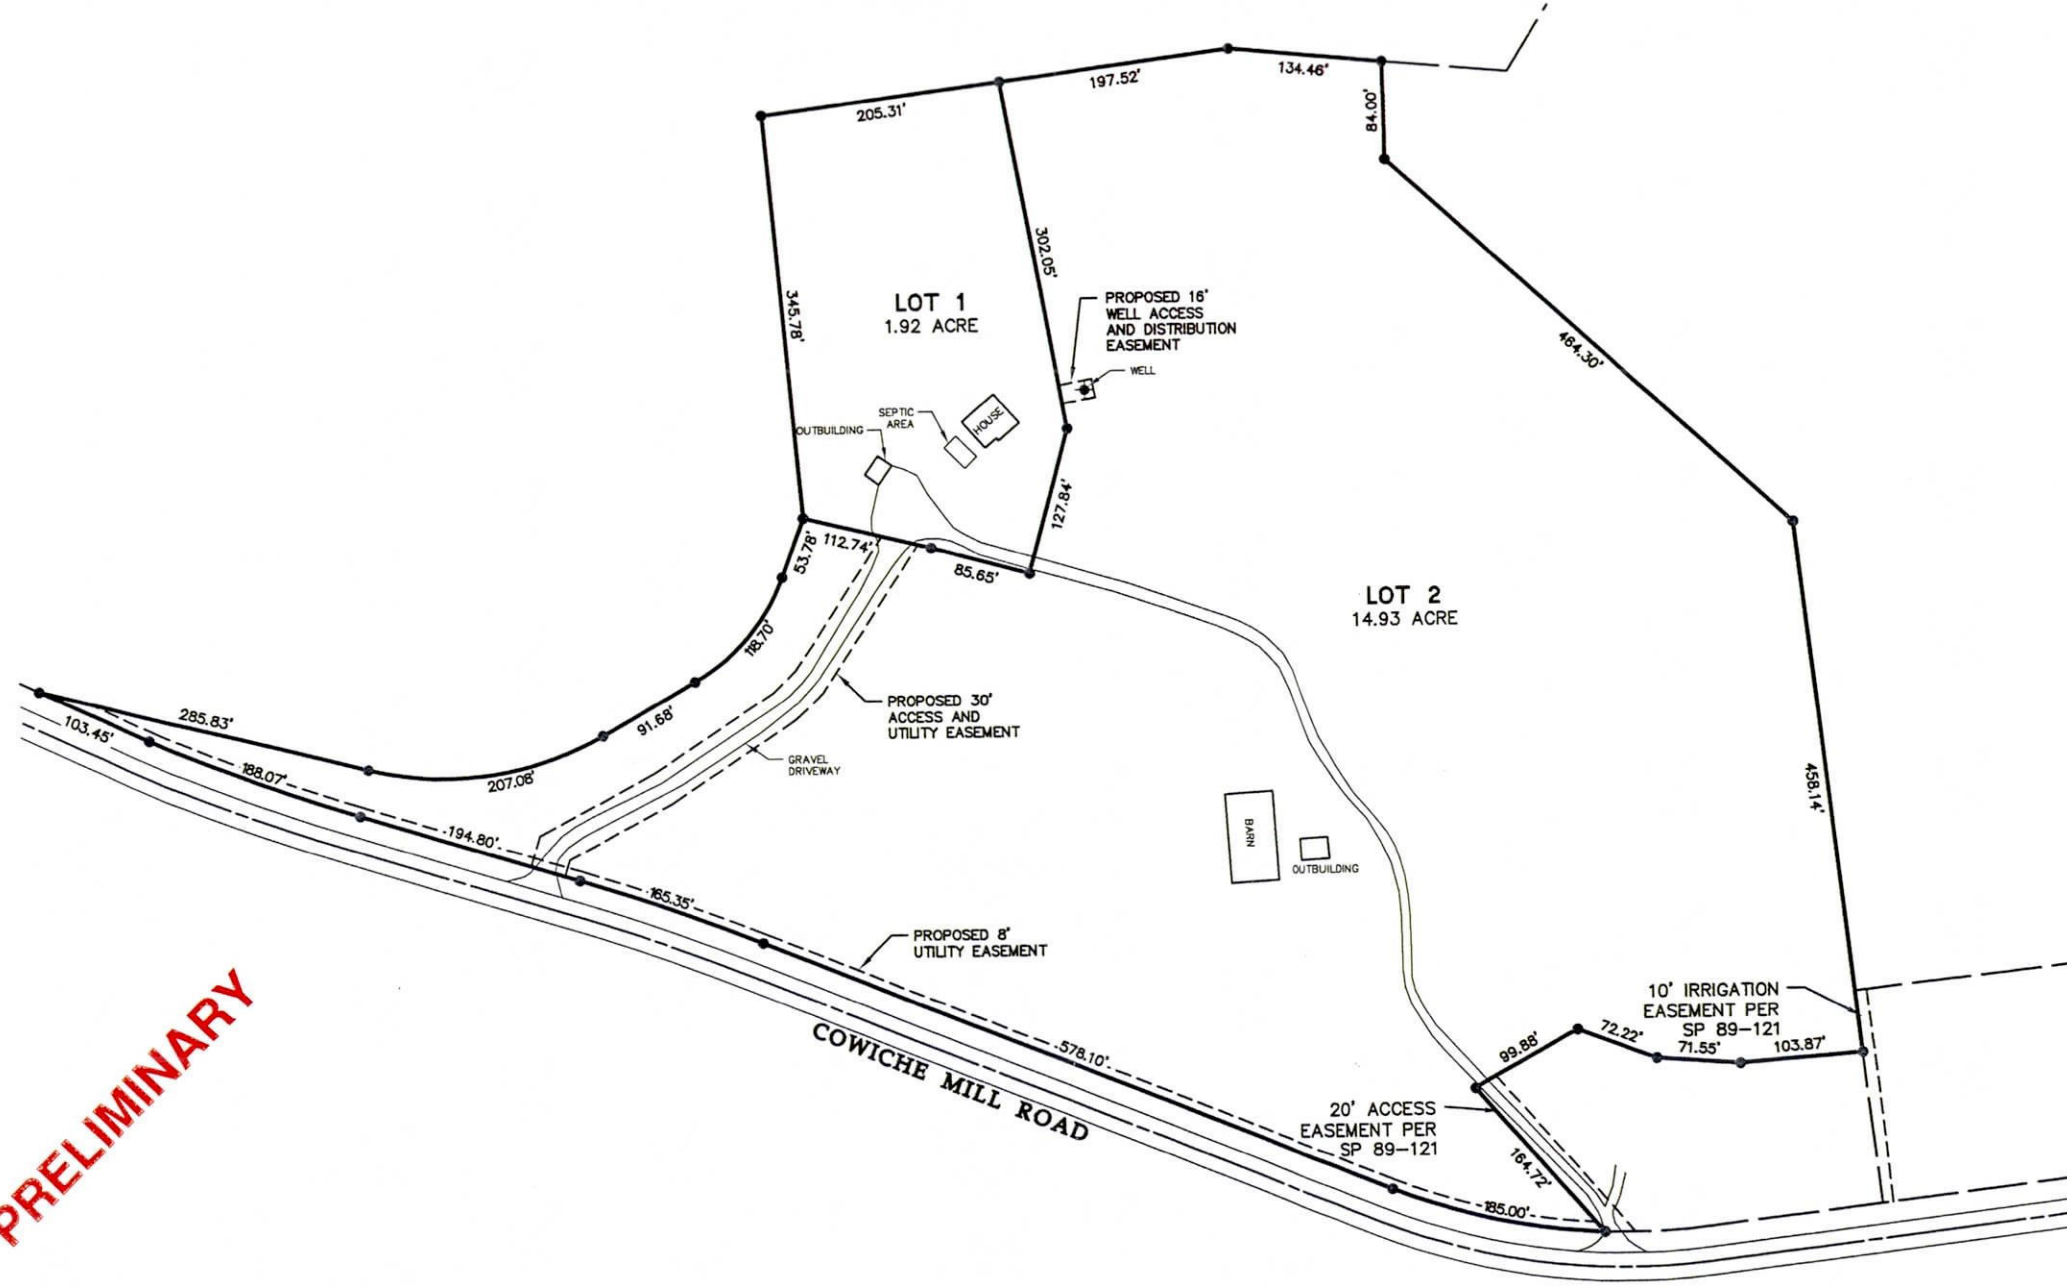 134.46'
197.52'
205.31'
84.00'
302.05'
345.78'
LOT 1
1.92 ACRE
PROPOSED 16'
WELL ACCESS
AND DISTRIBUTION
EASEMENT
WELL
464.30'
SEPTIC
AREA
HOUSE
OUTBUILDING
127.84'
112.74'
53.78'
85.65'
LOT 2
14.93 ACRE
118.70'
PROPOSED 30'
ACCESS AND
UTILITY EASEMENT
285.83'
103.45'
91.68'
GRAVEL
DRIVEWAY
188.07'
207.08'
458.14'
194.80'
BARN
OUTBUILDING
165.35'
PROPOSED 8'
UTILITY EASEMENT
10' IRRIGATION
EASEMENT PER
SP 89-121
578.10'
COWICHE MILL ROAD
99.88'
72.22'
71.55'
103.87'
20' ACCESS
EASEMENT PER
SP 89-121
164.72'
185.00'
PRELIMINARY